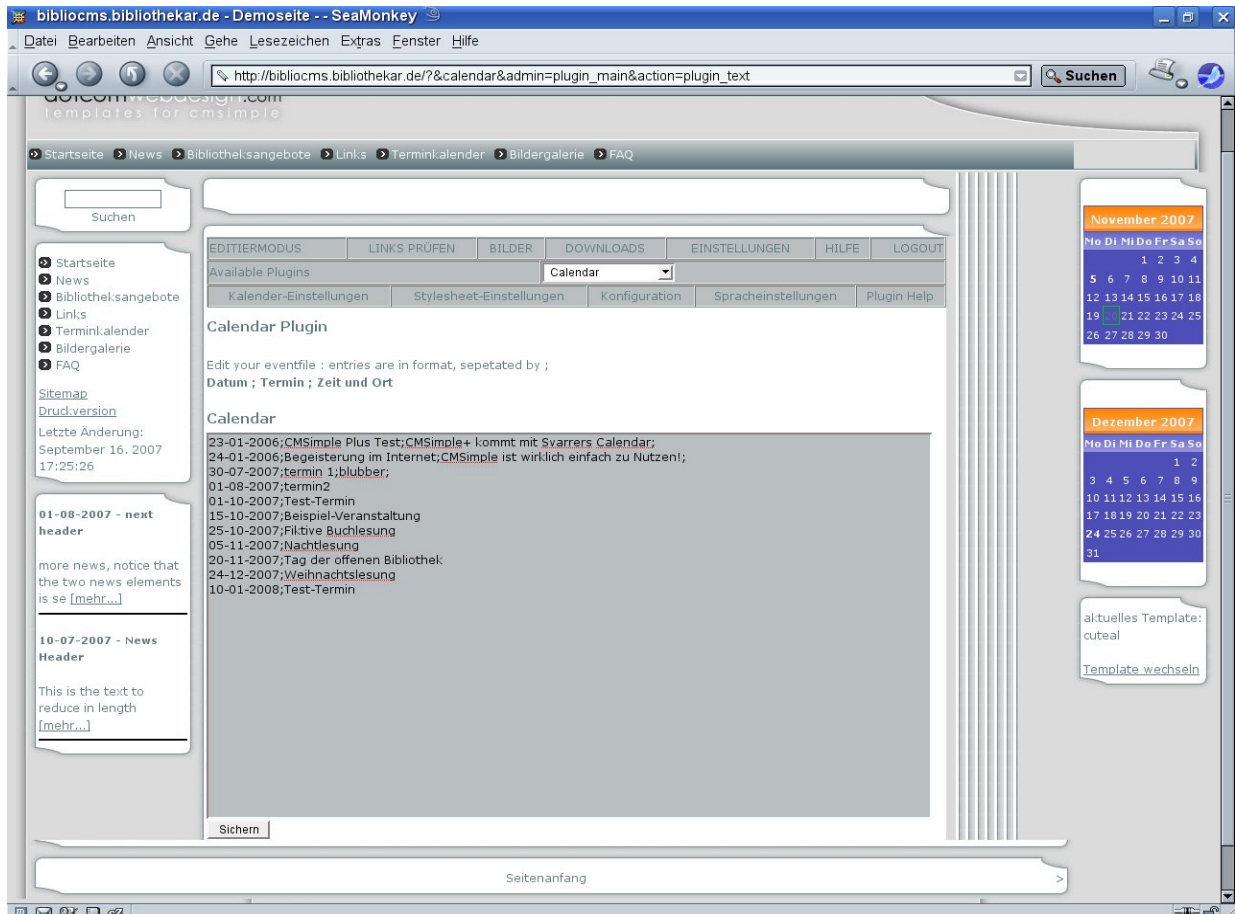 bibliocms.bibliothekar.de - Demoseite - - SeaMonkey
Datei Bearbeiten Ansicht Gehe Lesezeichen Extras Fenster Hilfe
http://bibliocms.bibliothekar.de/?&calendar&admin=plugin_main&action=plugin_text
Suchen
dotcomwebdesign.com
templates for cmsimple
Startseite News Bibliotheksangebote Links Terminkalender Bildergalerie FAQ
Suchen
Startseite
News
Bibliotheksangebote
Links
Terminkalender
Bildergalerie
FAQ
Sitemap
Druckversion
Letzte Änderung:
September 16. 2007
17:25:26
01-08-2007 - next
header
more news, notice that
the two news elements
is se [mehr...]
10-07-2007 - News
Header
This is the text to
reduce in length
[mehr...]
EDITIERMODUS LINKS PRÜFEN BILDER DOWNLOADS EINSTELLUNGEN HILFE LOGOUT
Available Plugins Calendar
Kalender-Einstellungen Stylesheet-Einstellungen Konfiguration Spracheinstellungen Plugin Help
Calendar Plugin
Edit your eventfile : entries are in format, sepetated by ;
Datum ; Termin ; Zeit und Ort
Calendar
23-01-2006;CMSimple Plus Test;CMSimple+ kommt mit Svarrers Calendar;
24-01-2006;Begeisterung im Internet;CMSimple ist wirklich einfach zu Nutzen!;
30-07-2007;termin 1;blubber;
01-08-2007;termin2
01-10-2007;Test-Termin
15-10-2007;Beispiel-Veranstaltung
25-10-2007;Fiktive Buchlesung
05-11-2007;Nachtlesung
20-11-2007;Tag der offenen Bibliothek
24-12-2007;Weihnachtslesung
10-01-2008;Test-Termin
Sichern
November 2007
Mo Di Mi Do Fr Sa So
1 2 3 4
5 6 7 8 9 10 11
12 13 14 15 16 17 18
19 20 21 22 23 24 25
26 27 28 29 30
Dezember 2007
Mo Di Mi Do Fr Sa So
1 2
3 4 5 6 7 8 9
10 11 12 13 14 15 16
17 18 19 20 21 22 23
24 25 26 27 28 29 30
31
aktuelles Template:
cuteal
Template wechseln
Seitenanfang >